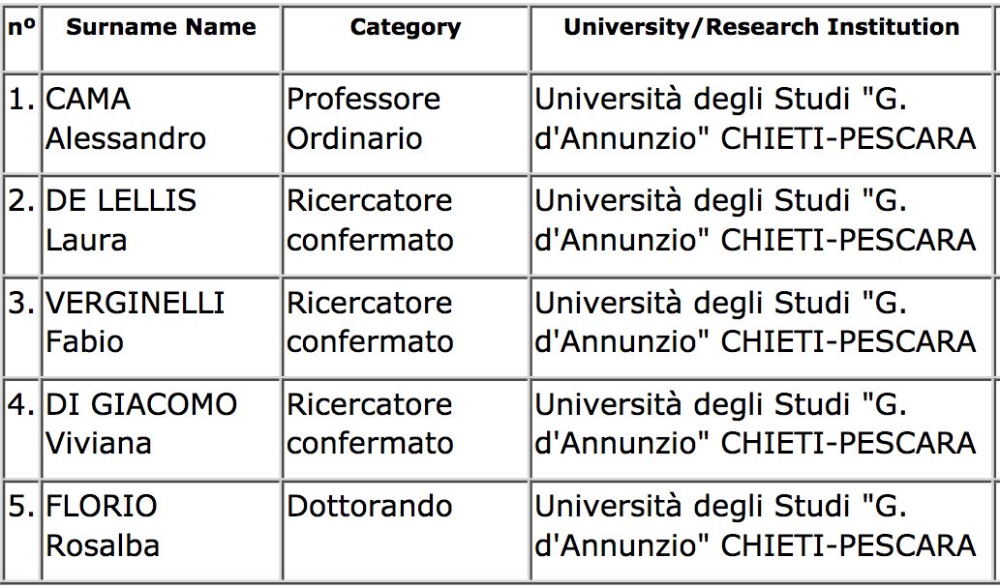 nº Surname Name Category University/Research Institution
1. CAMA Professore Università degli Studi "G.
Alessandro Ordinario d'Annunzio" CHIETI-PESCARA
2. DE LELLIS Ricercatore Università degli Studi "G.
Laura confermato d'Annunzio" CHIETI-PESCARA
3. VERGINELLI Ricercatore Università degli Studi "G.
Fabio confermato d'Annunzio" CHIETI-PESCARA
4. DI GIACOMO Ricercatore Università degli Studi "G.
Viviana confermato d'Annunzio" CHIETI-PESCARA
5. FLORIO Dottorando Università degli Studi "G.
Rosalba d'Annunzio" CHIETI-PESCARA